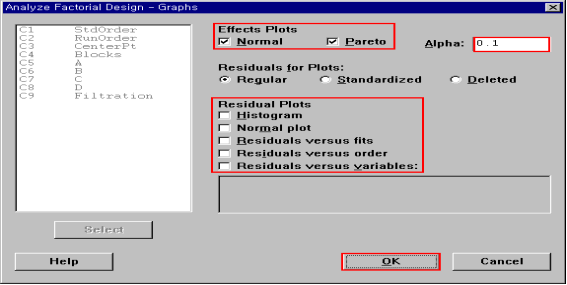 Analyze Factorial Design - Graphs
C1 StdOrder
C2 RunOrder
C3 CenterPt
C4 Blocks
C5 A
C6 B
C7 C
C8 D
C9 Filtration
Effects Plots
Normal Pareto Alpha: 0.1
Residuals for Plots:
Regular Standardized Deleted
Residual Plots
Histogram
Normal plot
Residuals versus fits
Residuals versus order
Residuals versus variables:
Select
Help OK Cancel